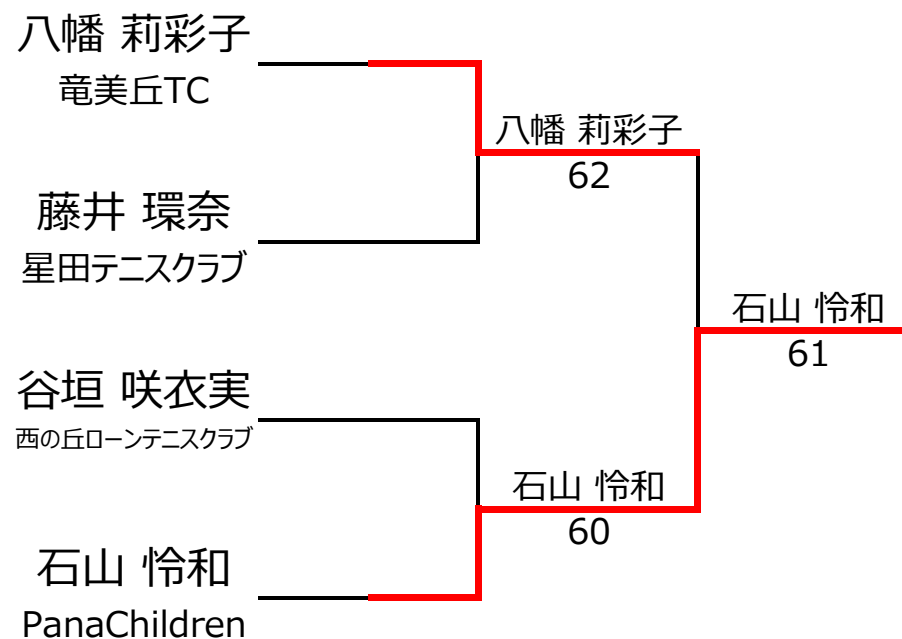 八幡 莉彩子
竜美丘TC
八幡 莉彩子
62
藤井 環奈
星田テニスクラブ
石山 怜和
61
谷垣 咲衣実
西の丘ローンテニスクラブ
石山 怜和
60
石山 怜和
PanaChildren